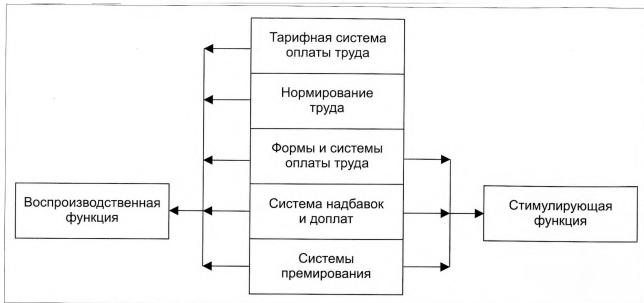 Тарифная система
оплаты труда
Нормирование
труда
Формы и системы
оплаты труда
Воспроизводственная
функция
Система надбавок
и доплат
Стимулирующая
функция
Системы
премирования